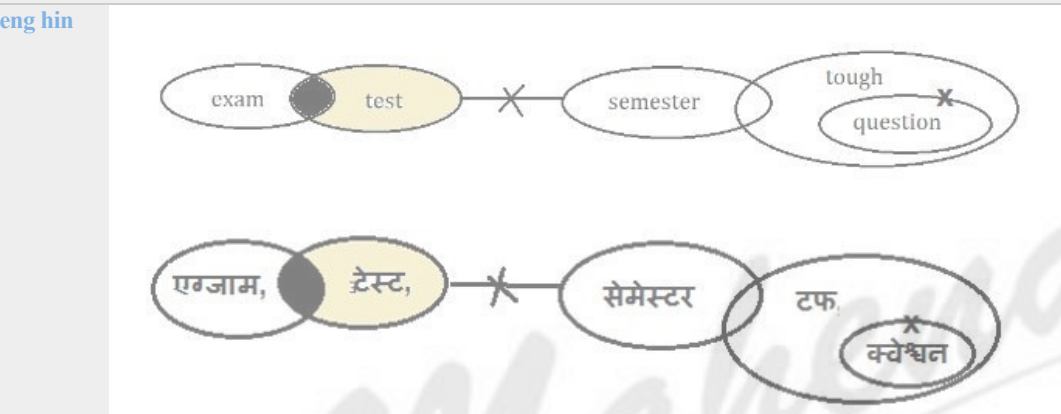 eng hin
exam test semester tough question
एग्जाम, टेस्ट, सेमेस्टर टफ, क्वेश्चन